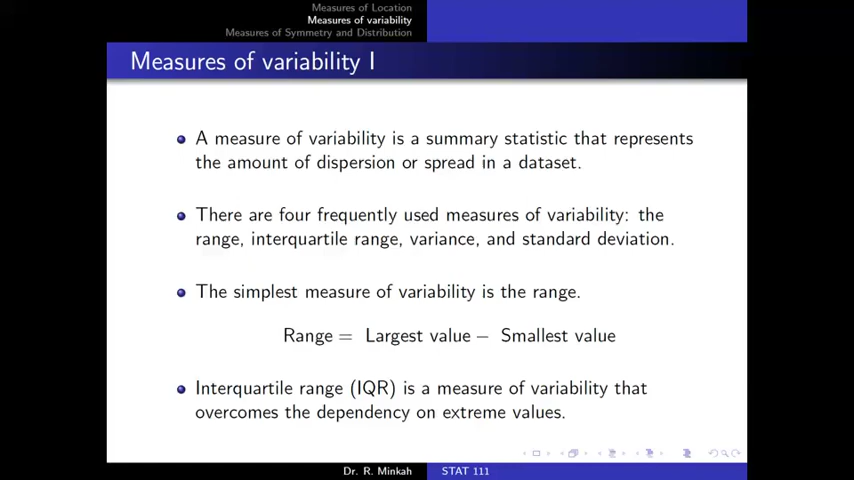 Measures of Location
Measures of variability
Measures of Symmetry and Distribution
Measures of variability I
A measure of variability is a summary statistic that represents
the amount of dispersion or spread in a dataset.
There are four frequently used measures of variability: the
range, interquartile range, variance, and standard deviation.
The simplest measure of variability is the range.
Range = Largest value − Smallest value
Interquartile range (IQR) is a measure of variability that
overcomes the dependency on extreme values.
Dr. R. Minkah STAT 111